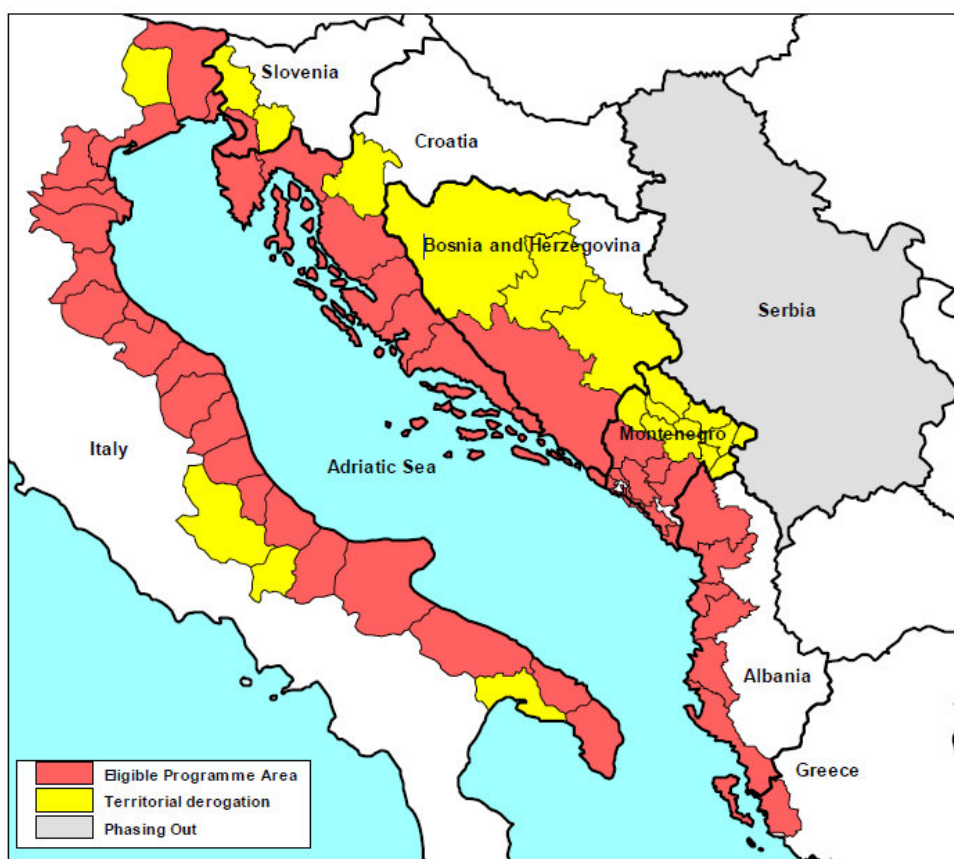 Slovenia
Croatia
Bosnia and Herzegovina
Serbia
Montenegro
Italy
Adriatic Sea
Albania
Greece
Eligible Programme Area
Territorial derogation
Phasing Out